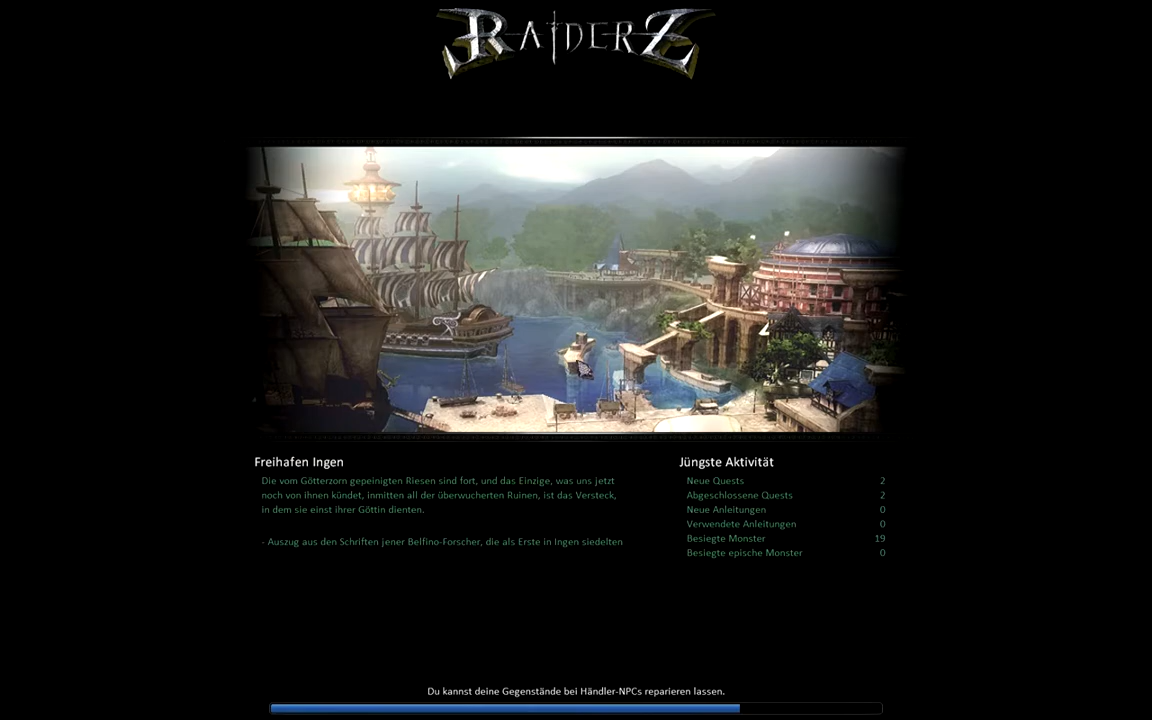 RAIDERZ
Freihafen Ingen
Die vom Götterzorn gepeinigten Riesen sind fort, und das Einzige, was uns jetzt
noch von ihnen kündet, inmitten all der überwucherten Ruinen, ist das Versteck,
in dem sie einst ihrer Göttin dienten.
- Auszug aus den Schriften jener Belfino-Forscher, die als Erste in Ingen siedelten
Jüngste Aktivität
Neue Quests 2
Abgeschlossene Quests 2
Neue Anleitungen 0
Verwendete Anleitungen 0
Besiegte Monster 19
Besiegte epische Monster 0
Du kannst deine Gegenstände bei Händler-NPCs reparieren lassen.